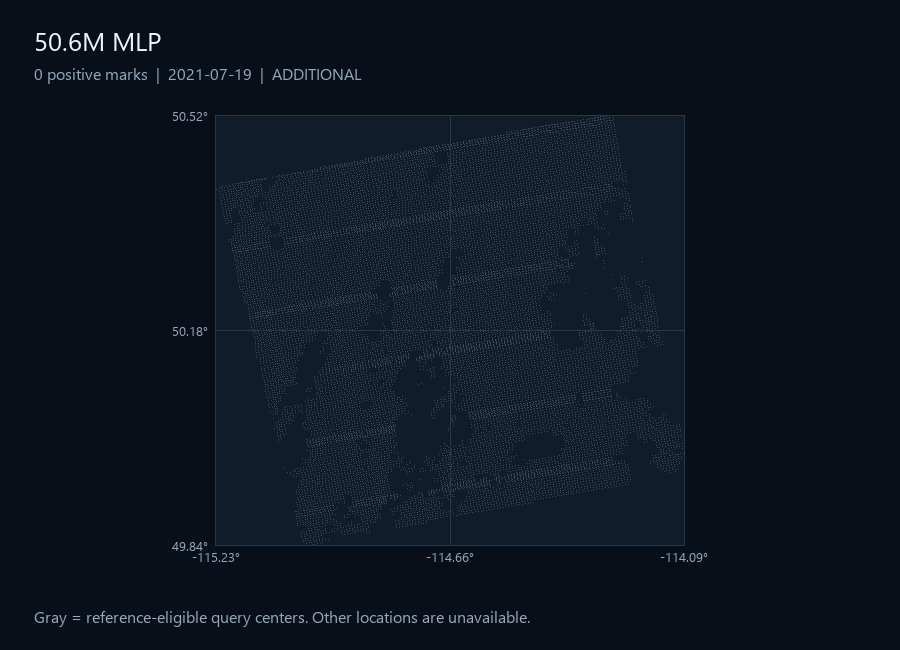 50.6M MLP
0 positive marks | 2021-07-19 | ADDITIONAL
50.52°
50.18°
49.84°
-115.23°
-114.66°
-114.09°
Gray = reference-eligible query centers. Other locations are unavailable.